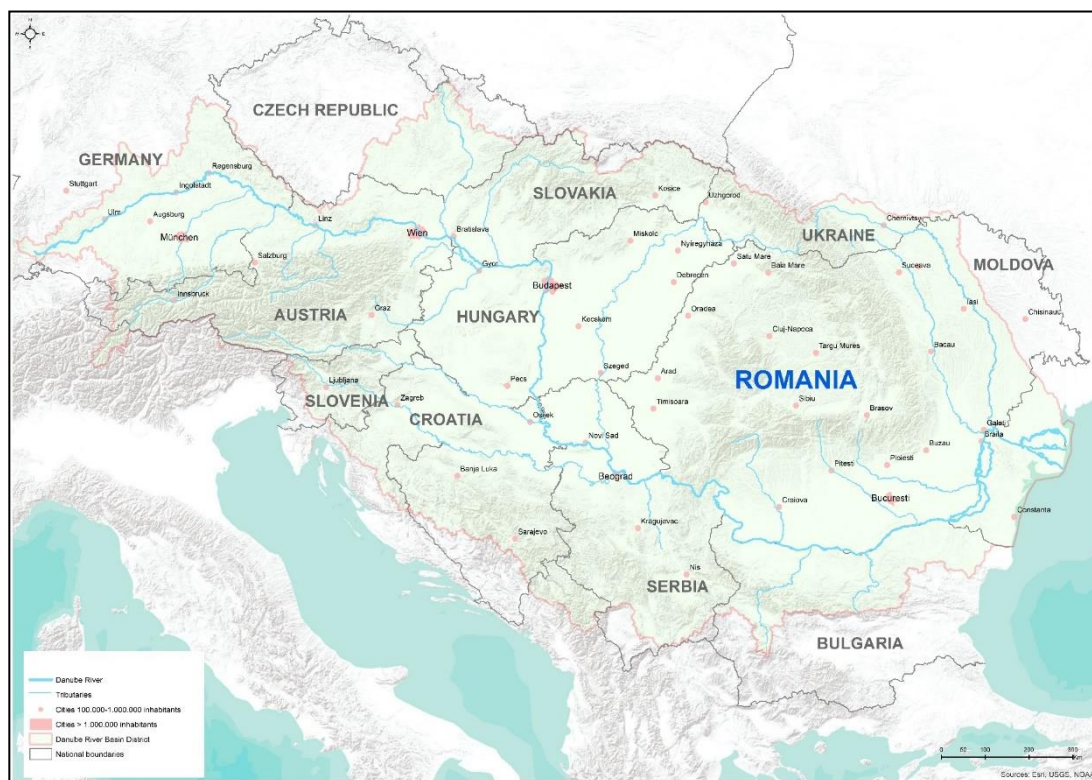 CZECH REPUBLIC
GERMANY
Regensburg
Stuttgart
Ingolstadt
SLOVAKIA
Kosice
Uzhgorod
Ulm
Augsburg
Linz
Chernivtsy
München
Wien
Bratislava
Miskolc
UKRAINE
Salzburg
Nyiregyhaza
Satu Mare
Baia Mare
Suceava
MOLDOVA
Györ
Budapest
Debrecen
Innsbruck
AUSTRIA
Graz
HUNGARY
Kecskem
Oradea
Iasi
Chisinau
Cluj-Napoca
Targu Mures
Bacau
Szeged
Arad
ROMANIA
Ljubljana
Pecs
SLOVENIA
Zagreb
CROATIA
Timisoara
Sibiu
Brasov
Osijek
Galati
Braila
Novi Sad
Buzau
Banja Luka
Beograd
Pitesti
Ploiesti
Craiova
Bucuresti
Constanta
Kragujevac
Sarajevo
Nis
SERBIA
BULGARIA
Danube River
Tributaries
Cities 100.000-1.000.000 inhabitants
Cities > 1.000.000 inhabitants
Danube River Basin District
National boundaries
0 50 100 200 300
Km
Sources: Esri, USGS, NOAA